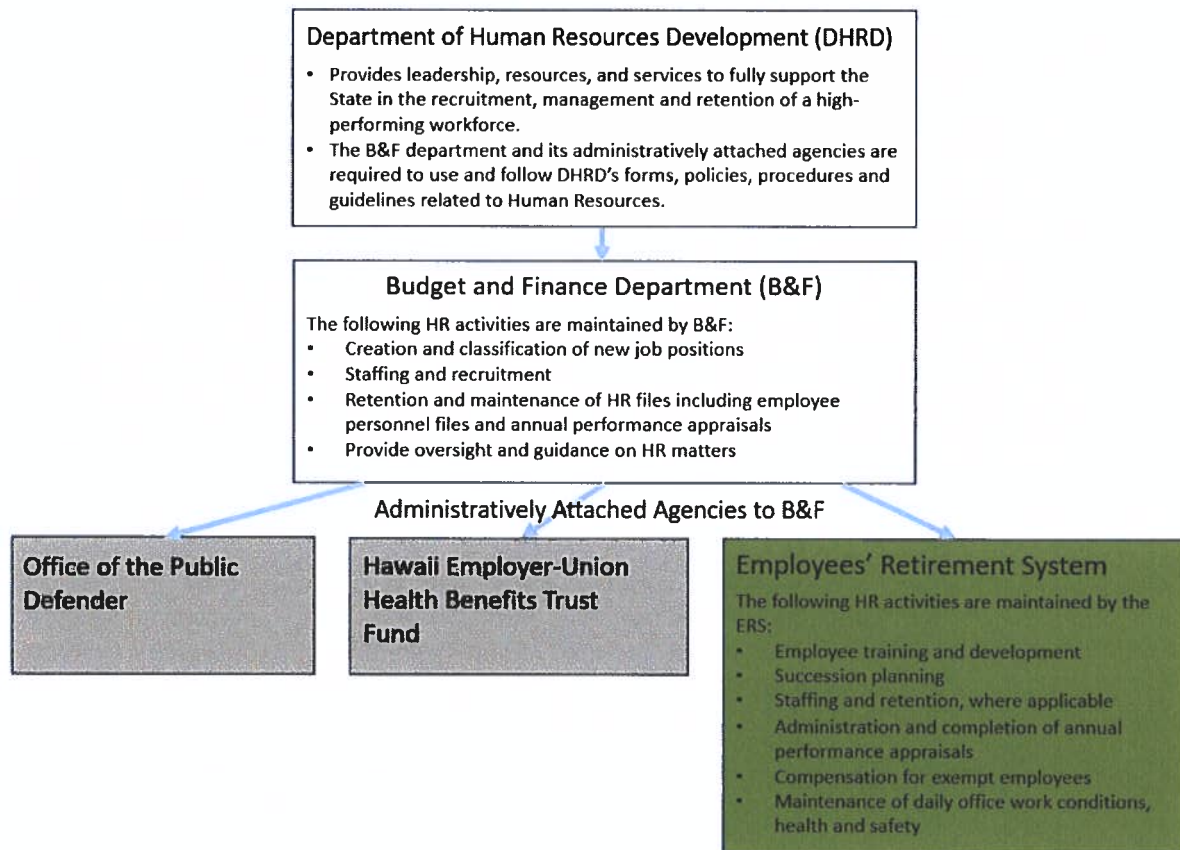 Department of Human Resources Development (DHRD)
• Provides leadership, resources, and services to fully support the
State in the recruitment, management and retention of a high-
performing workforce.
• The B&F department and its administratively attached agencies are
required to use and follow DHRD's forms, policies, procedures and
guidelines related to Human Resources.
Budget and Finance Department (B&F)
The following HR activities are maintained by B&F:
• Creation and classification of new job positions
• Staffing and recruitment
• Retention and maintenance of HR files including employee
personnel files and annual performance appraisals
• Provide oversight and guidance on HR matters
Administratively Attached Agencies to B&F
Office of the Public
Defender
Hawaii Employer-Union
Health Benefits Trust
Fund
Employees' Retirement System
The following HR activities are maintained by the
ERS:
• Employee training and development
• Succession planning
• Staffing and retention, where applicable
• Administration and completion of annual
performance appraisals
• Compensation for exempt employees
• Maintenance of daily office work conditions,
health and safety